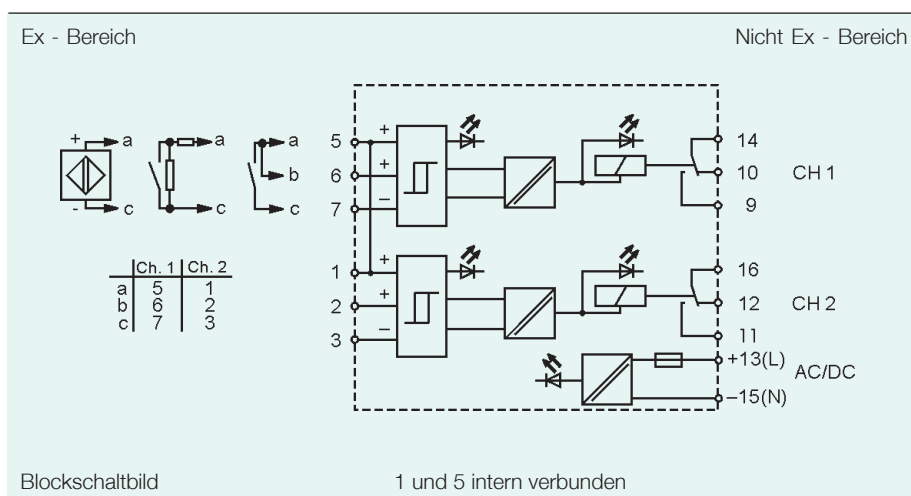 Ex - Bereich
Nicht Ex - Bereich
+ a
- c
a
c
a
b
c
5 +
6 +
7 –
14
10 CH 1
9
1 +
2 +
3 –
16
12 CH 2
11
+13(L)
AC/DC
–15(N)
Ch. 1 Ch. 2
a 5 1
b 6 2
c 7 3
Blockschaltbild
1 und 5 intern verbunden